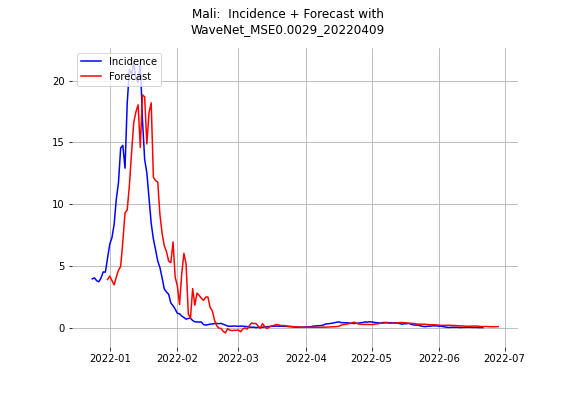 Mali:  Incidence + Forecast with
WaveNet_MSE0.0029_20220409
Incidence
Forecast
20
15
10
5
0
2022-01 2022-02 2022-03 2022-04 2022-05 2022-06 2022-07